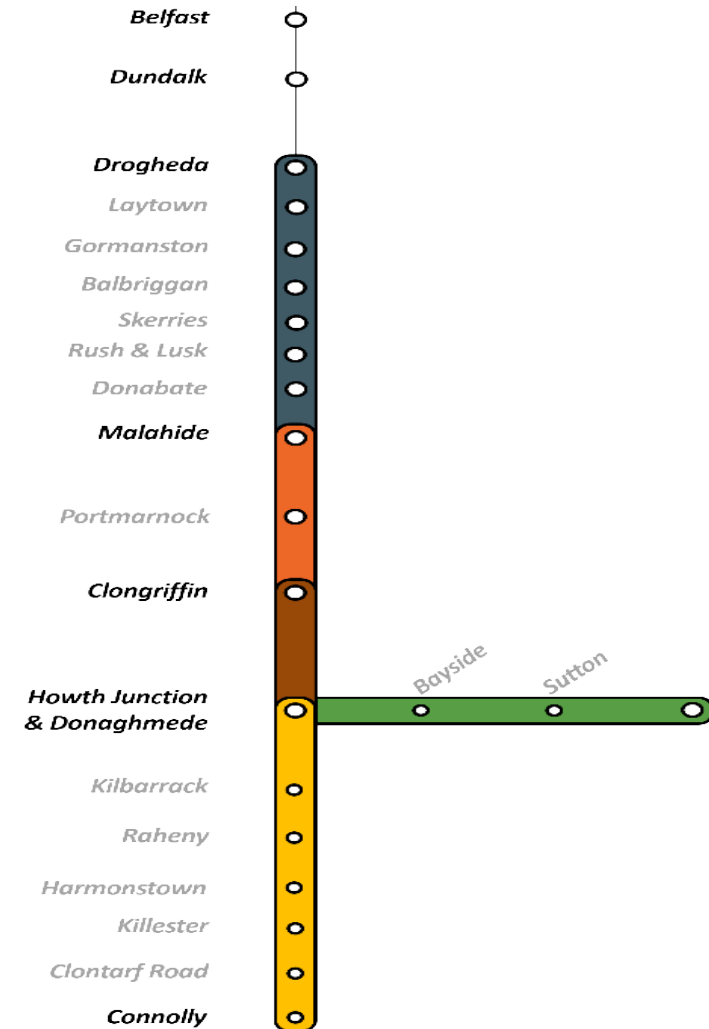 Belfast
Dundalk
Drogheda
Laytown
Gormanston
Balbriggan
Skerries
Rush & Lusk
Donabate
Malahide
Portmarnock
Clongriffin
Bayside
Sutton
Howth Junction
& Donaghmede
Kilbarrack
Raheny
Harmonstown
Killester
Clontarf Road
Connolly